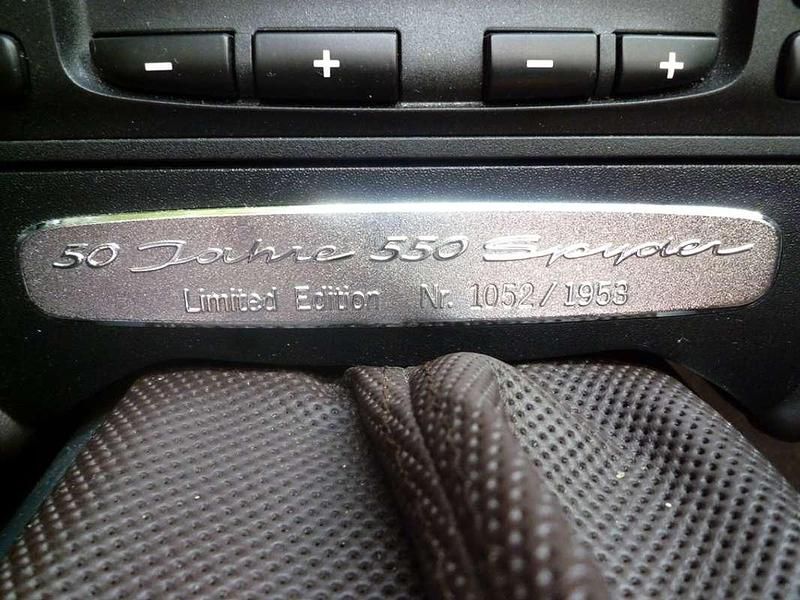 - + - +
50 Jahre 550 Spyder
Limited Edition Nr. 1052/1953